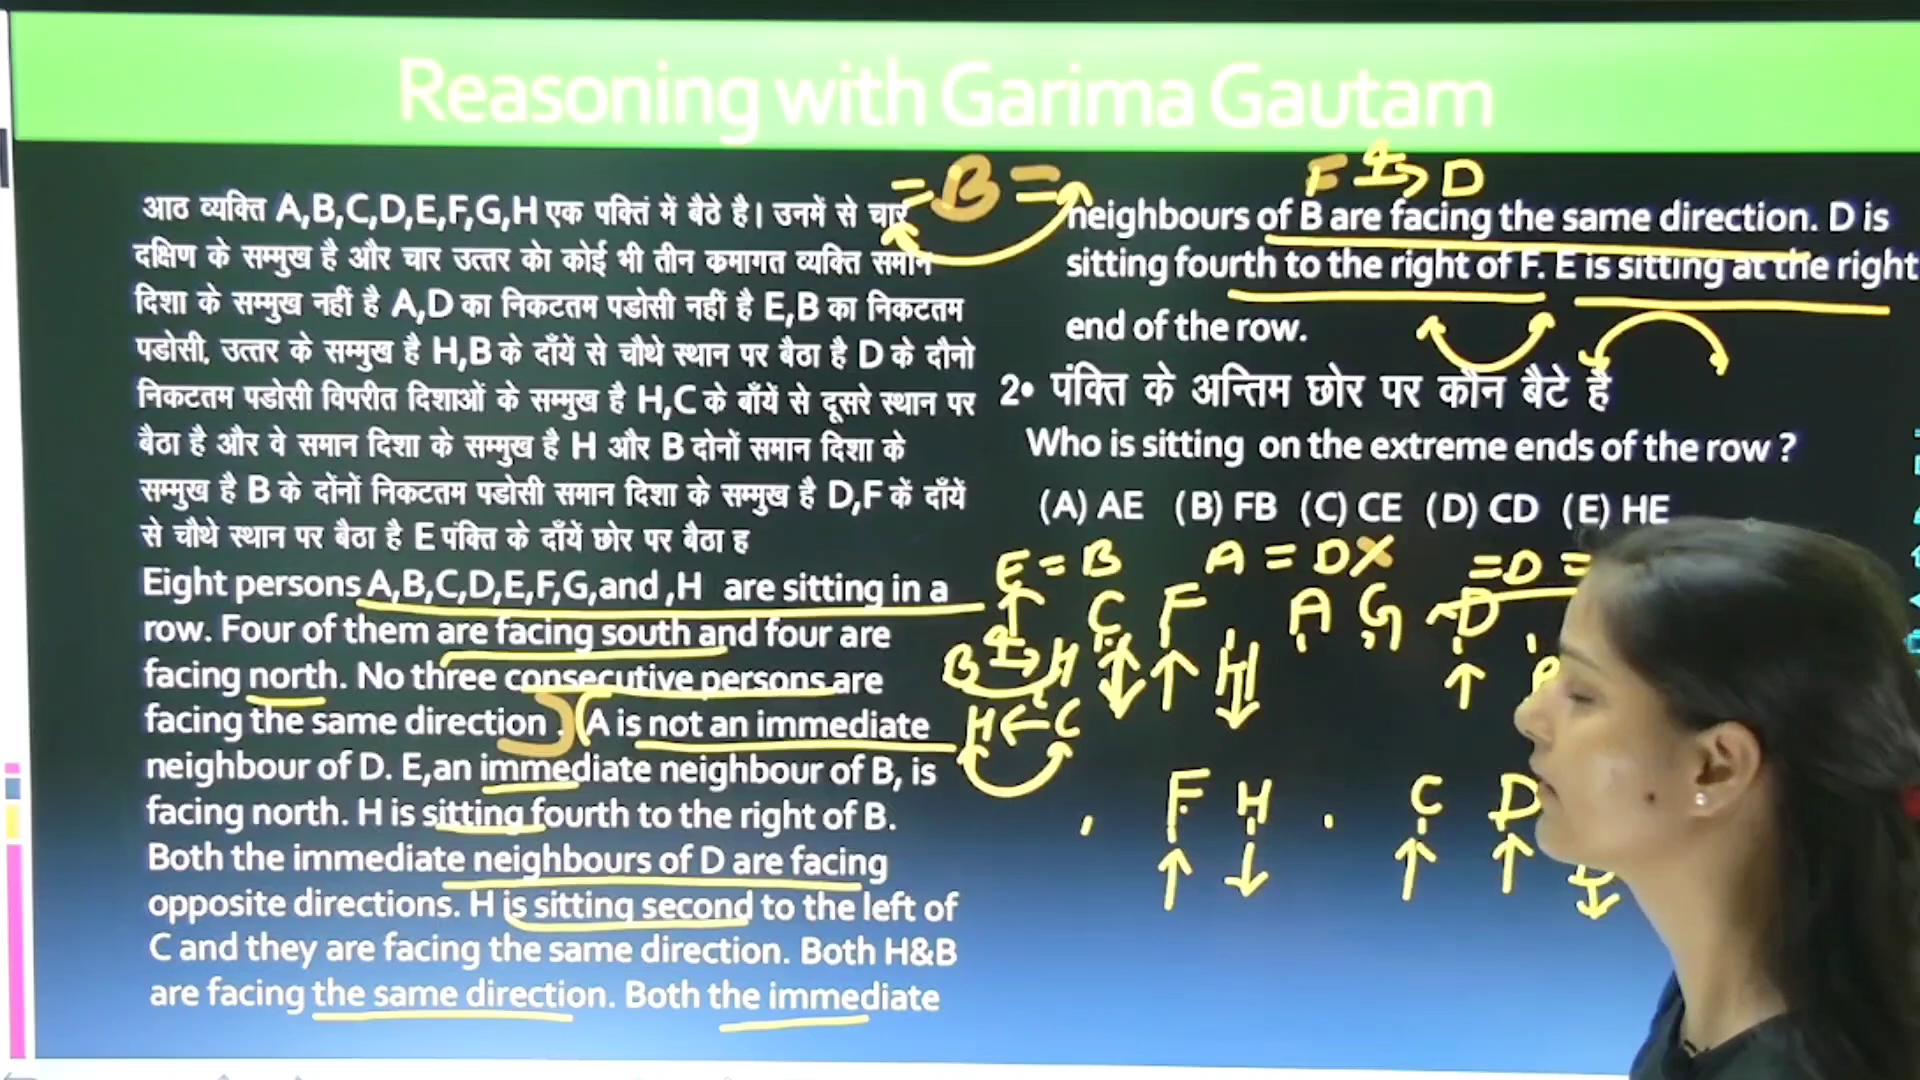 Reasoning with Garima Gautam
आठ व्यक्ति A,B,C,D,E,F,G,H एक पक्तिं में बैठे है। उनमें से चार
दक्षिण के सम्मुख है और चार उत्तर केो कोई भी तीन क्रमागत व्यक्ति समान
दिशा के सम्मुख नहीं है A,D का निकटतम पडोसी नहीं है E,B का निकटतम
पडोसी, उत्तर के सम्मुख है H,B के दाँयें से चौथे स्थान पर बैठा है D के दौनो
निकटतम पडोसी विपरीत दिशाओं के सम्मुख है H,C के बाँयें से दूसरे स्थान पर
बैठा है और वे समान दिशा के सम्मुख है H और B दोनों समान दिशा के
सम्मुख है B के दोंनों निकटतम पडोसी समान दिशा के सम्मुख है D,F कें दाँयें
से चौथे स्थान पर बैठा है E पंक्ति के दाँयें छोर पर बैठा ह
Eight persons A,B,C,D,E,F,G,and ,H are sitting in a
row. Four of them are facing south and four are
facing north. No three consecutive persons are
facing the same direction . (A is not an immediate
neighbour of D. E,an immediate neighbour of B, is
facing north. H is sitting fourth to the right of B.
Both the immediate neighbours of D are facing
opposite directions. H is sitting second to the left of
C and they are facing the same direction. Both H&B
are facing the same direction. Both the immediate
= B =
F 4 → D
neighbours of B are facing the same direction. D is
sitting fourth to the right of F. E is sitting at the right
end of the row.
2• पंक्ति के अन्तिम छोर पर कौन बैटे है
Who is sitting on the extreme ends of the row ?
(A) AE (B) FB (C) CE (D) CD (E) HE
E = B A = D X = D =
C F H A G D
B 4 → H
H ← C
F H C D